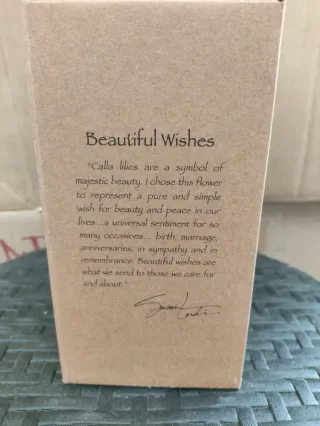 Beautiful Wishes
"Calla lilies are a symbol of
majestic beauty. I chose this flower
to represent a pure and simple
wish for beauty and peace in our
lives...a universal sentiment for so
many occasions... birth, marriage,
anniversaries, in sympathy and in
remembrance. Beautiful wishes are
what we send to those we care for
and about."